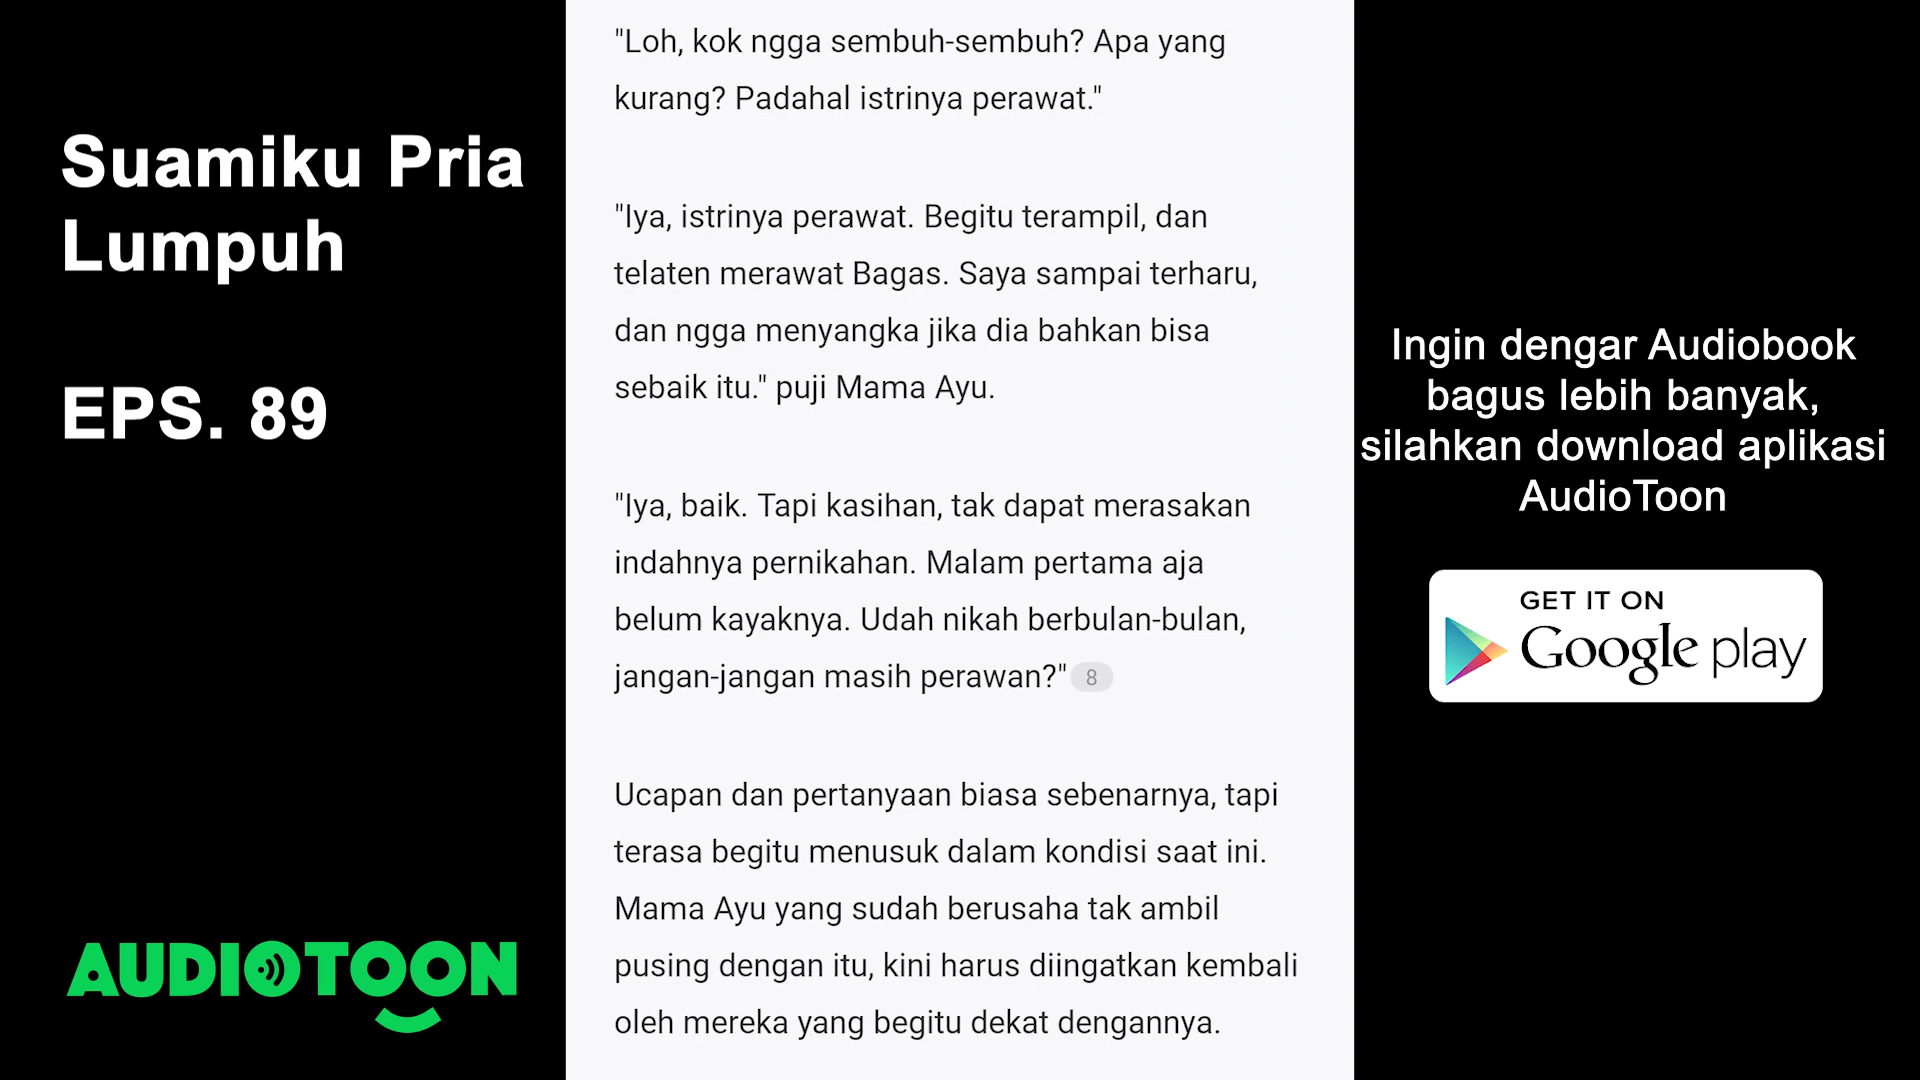 Suamiku Pria
Lumpuh
EPS. 89
AUDIOTOON
"Loh, kok ngga sembuh-sembuh? Apa yang
kurang? Padahal istrinya perawat."
"Iya, istrinya perawat. Begitu terampil, dan
telaten merawat Bagas. Saya sampai terharu,
dan ngga menyangka jika dia bahkan bisa
sebaik itu." puji Mama Ayu.
"Iya, baik. Tapi kasihan, tak dapat merasakan
indahnya pernikahan. Malam pertama aja
belum kayaknya. Udah nikah berbulan-bulan,
jangan-jangan masih perawan?" 8
Ucapan dan pertanyaan biasa sebenarnya, tapi
terasa begitu menusuk dalam kondisi saat ini.
Mama Ayu yang sudah berusaha tak ambil
pusing dengan itu, kini harus diingatkan kembali
oleh mereka yang begitu dekat dengannya.
Ingin dengar Audiobook
bagus lebih banyak,
silahkan download aplikasi
AudioToon
GET IT ON
Google play